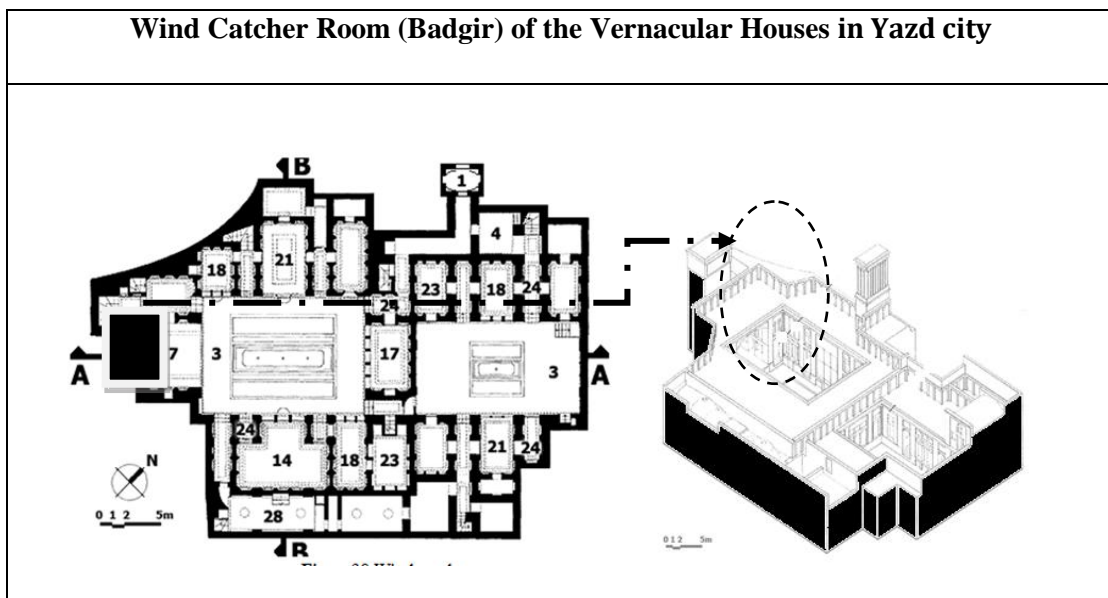 Wind Catcher Room (Badgir) of the Vernacular Houses in Yazd city
B
1
4
21
18
23 18 24
7 3 17 3
A A
24 21 24
14 18 23
N
0 1 2 5m
28
B
0 1 2 5m